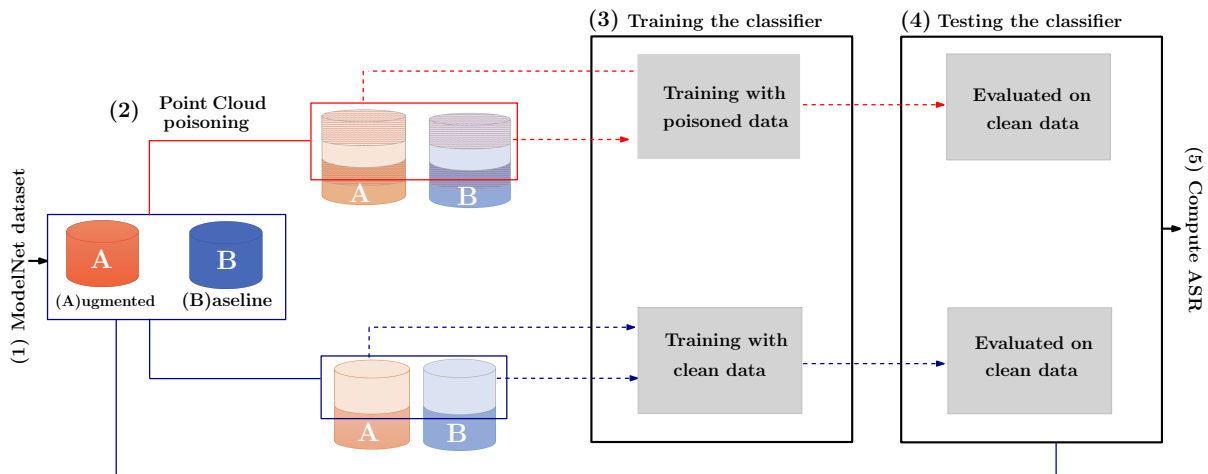 (1) ModelNet dataset
A
B
(A)ugmented
(B)aseline
(2)
Point Cloud
poisoning
A
B
A
B
(3) Training the classifier
Training with
poisoned data
Training with
clean data
(4) Testing the classifier
Evaluated on
clean data
Evaluated on
clean data
(5) Compute ASR